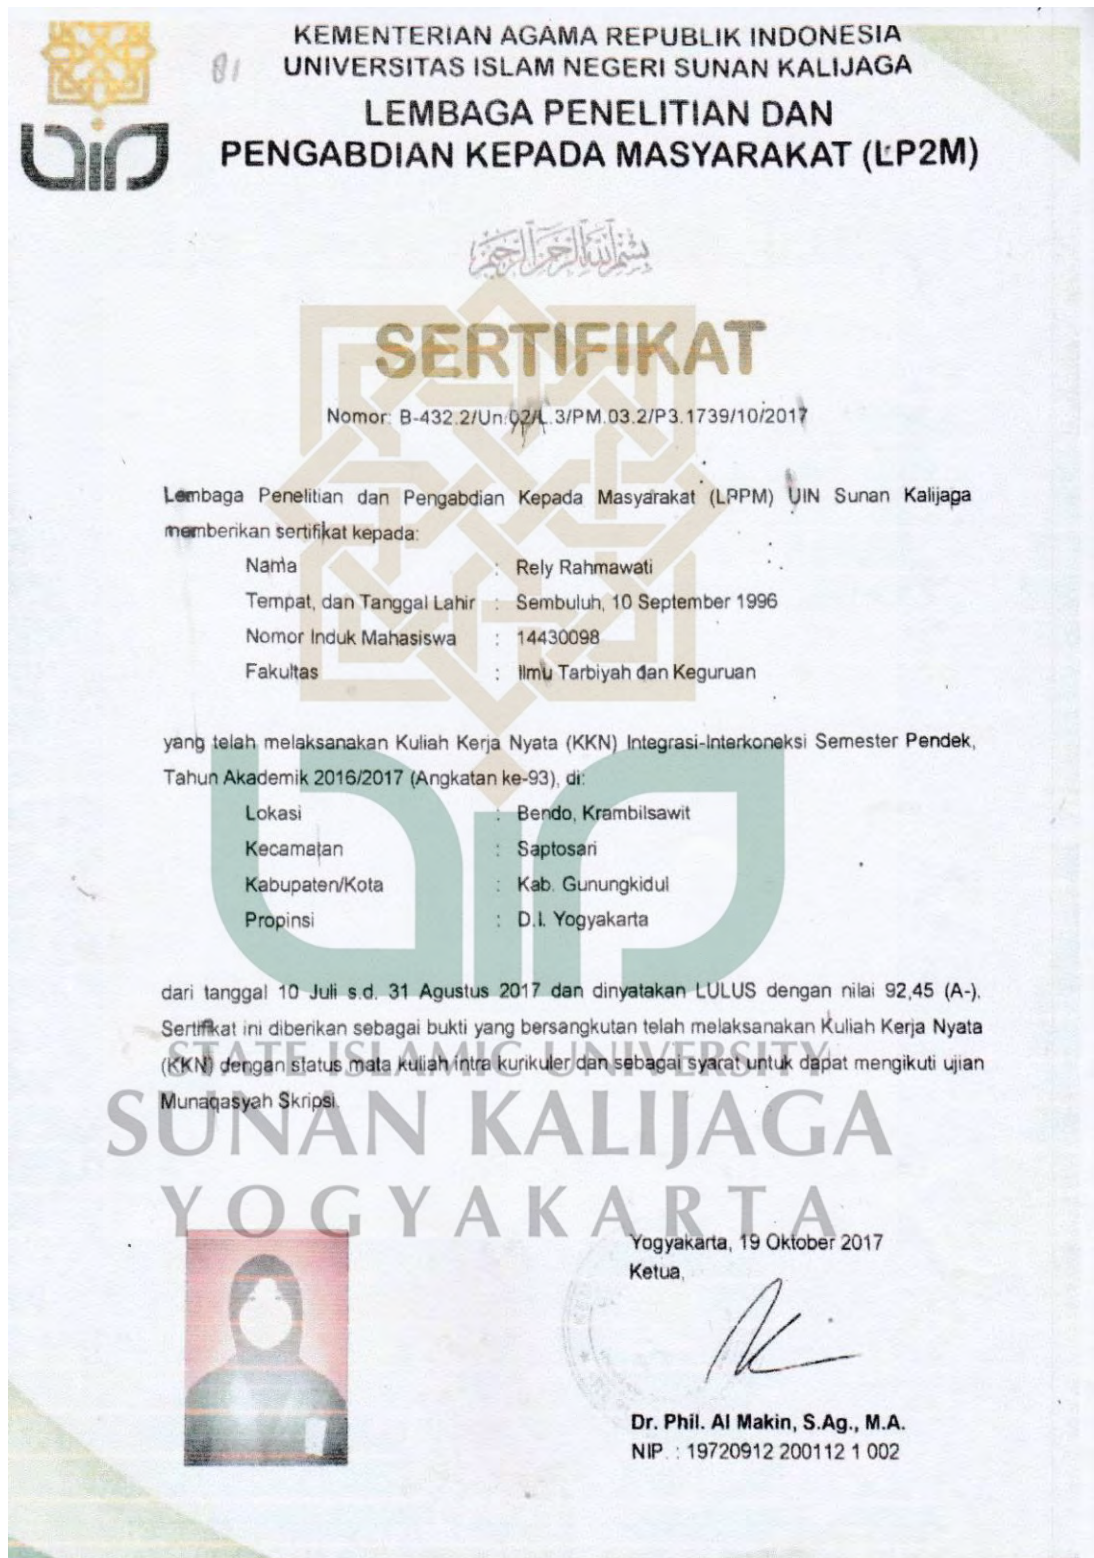 KEMENTERIAN AGAMA REPUBLIK INDONESIA
81
UNIVERSITAS ISLAM NEGERI SUNAN KALIJAGA
LEMBAGA PENELITIAN DAN
PENGABDIAN KEPADA MASYARAKAT (LP2M)
uin
بسم الله الرحمن الرحيم
SERTIFIKAT
Nomor: B-432.2/Un.02/L.3/PM.03.2/P3.1739/10/2017
Lembaga Penelitian dan Pengabdian Kepada Masyarakat (LPPM) UIN Sunan Kalijaga
memberikan sertifikat kepada:
Nama : Rely Rahmawati
Tempat, dan Tanggal Lahir : Sembuluh, 10 September 1996
Nomor Induk Mahasiswa : 14430098
Fakultas : Ilmu Tarbiyah dan Keguruan
yang telah melaksanakan Kuliah Kerja Nyata (KKN) Integrasi-Interkoneksi Semester Pendek,
Tahun Akademik 2016/2017 (Angkatan ke-93), di:
Lokasi : Bendo, Krambilsawit
Kecamatan : Saptosari
Kabupaten/Kota : Kab. Gunungkidul
Propinsi : D.I. Yogyakarta
uin
dari tanggal 10 Juli s.d. 31 Agustus 2017 dan dinyatakan LULUS dengan nilai 92,45 (A-).
Sertifikat ini diberikan sebagai bukti yang bersangkutan telah melaksanakan Kuliah Kerja Nyata
STATE ISLAMIC UNIVERSITY
(KKN) dengan status mata kuliah intra kurikuler dan sebagai syarat untuk dapat mengikuti ujian
Munaqasyah Skripsi.
SUNAN KALIJAGA
YOGYAKARTA
Yogyakarta, 19 Oktober 2017
Ketua,
Dr. Phil. Al Makin, S.Ag., M.A.
NIP. : 19720912 200112 1 002